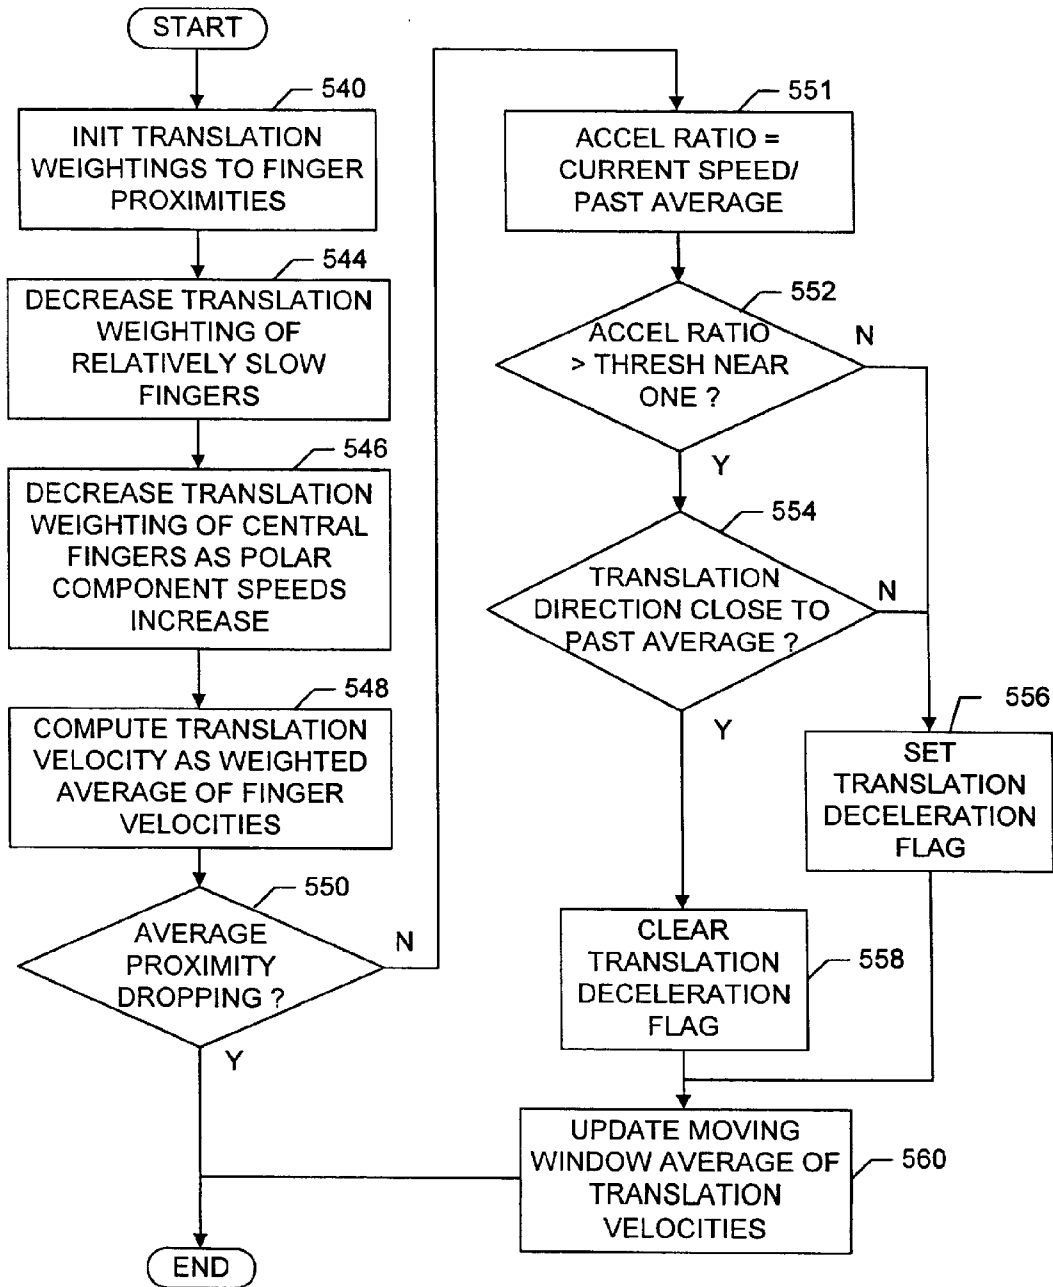 START
540
INIT TRANSLATION
WEIGHTINGS TO FINGER
PROXIMITIES
544
DECREASE TRANSLATION
WEIGHTING OF
RELATIVELY SLOW
FINGERS
546
DECREASE TRANSLATION
WEIGHTING OF CENTRAL
FINGERS AS POLAR
COMPONENT SPEEDS
INCREASE
548
COMPUTE TRANSLATION
VELOCITY AS WEIGHTED
AVERAGE OF FINGER
VELOCITIES
550
AVERAGE
PROXIMITY
DROPPING ?
N
Y
551
ACCEL RATIO =
CURRENT SPEED/
PAST AVERAGE
552
ACCEL RATIO
> THRESH NEAR
ONE ?
N
Y
554
TRANSLATION
DIRECTION CLOSE TO
PAST AVERAGE ?
N
Y
556
SET
TRANSLATION
DECELERATION
FLAG
CLEAR
TRANSLATION
DECELERATION
FLAG
558
UPDATE MOVING
WINDOW AVERAGE OF
TRANSLATION
VELOCITIES
560
END